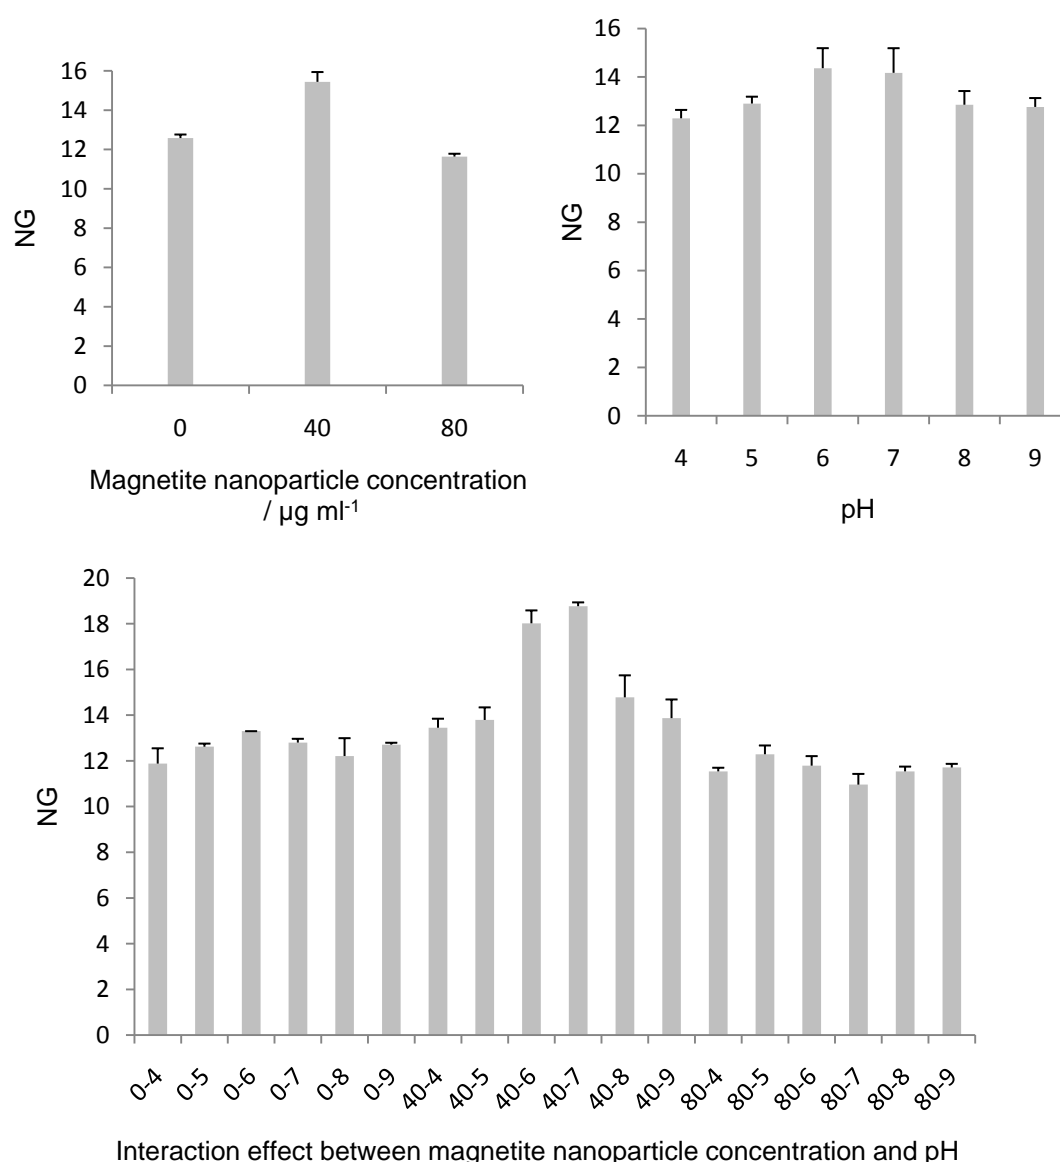 16
14
12
10
8
6
4
2
0
NG
0 40 80
Magnetite nanoparticle concentration
/ µg ml-1
16
14
12
10
8
6
4
2
0
NG
4 5 6 7 8 9
pH
20
18
16
14
12
10
8
6
4
2
0
NG
0-4 0-5 0-6 0-7 0-8 0-9 40-4 40-5 40-6 40-7 40-8 40-9 80-4 80-5 80-6 80-7 80-8 80-9
Interaction effect between magnetite nanoparticle concentration and pH